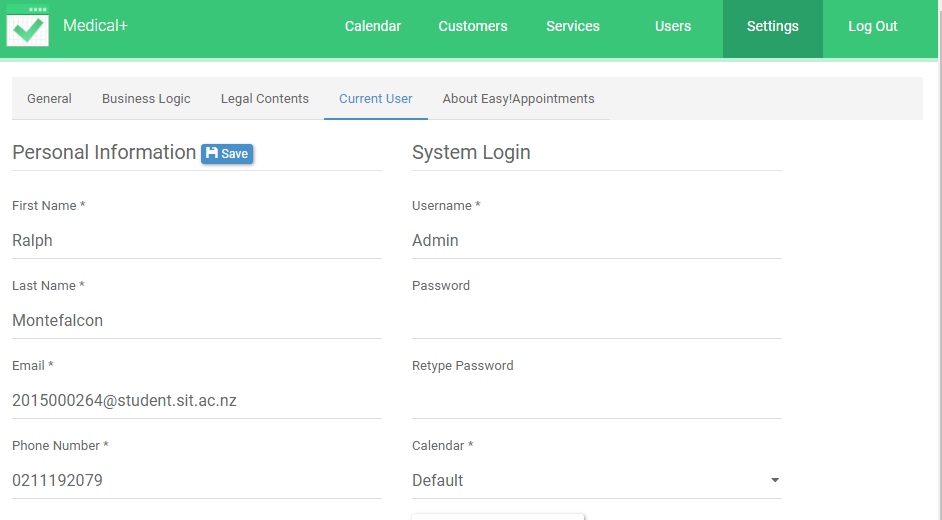 Medical+ Calendar Customers Services Users Settings Log Out
General Business Logic Legal Contents Current User About Easy!Appointments
Personal Information Save
System Login
First Name *
Ralph
Username *
Admin
Last Name *
Montefalcon
Password
Email *
2015000264@student.sit.ac.nz
Retype Password
Phone Number *
0211192079
Calendar *
Default